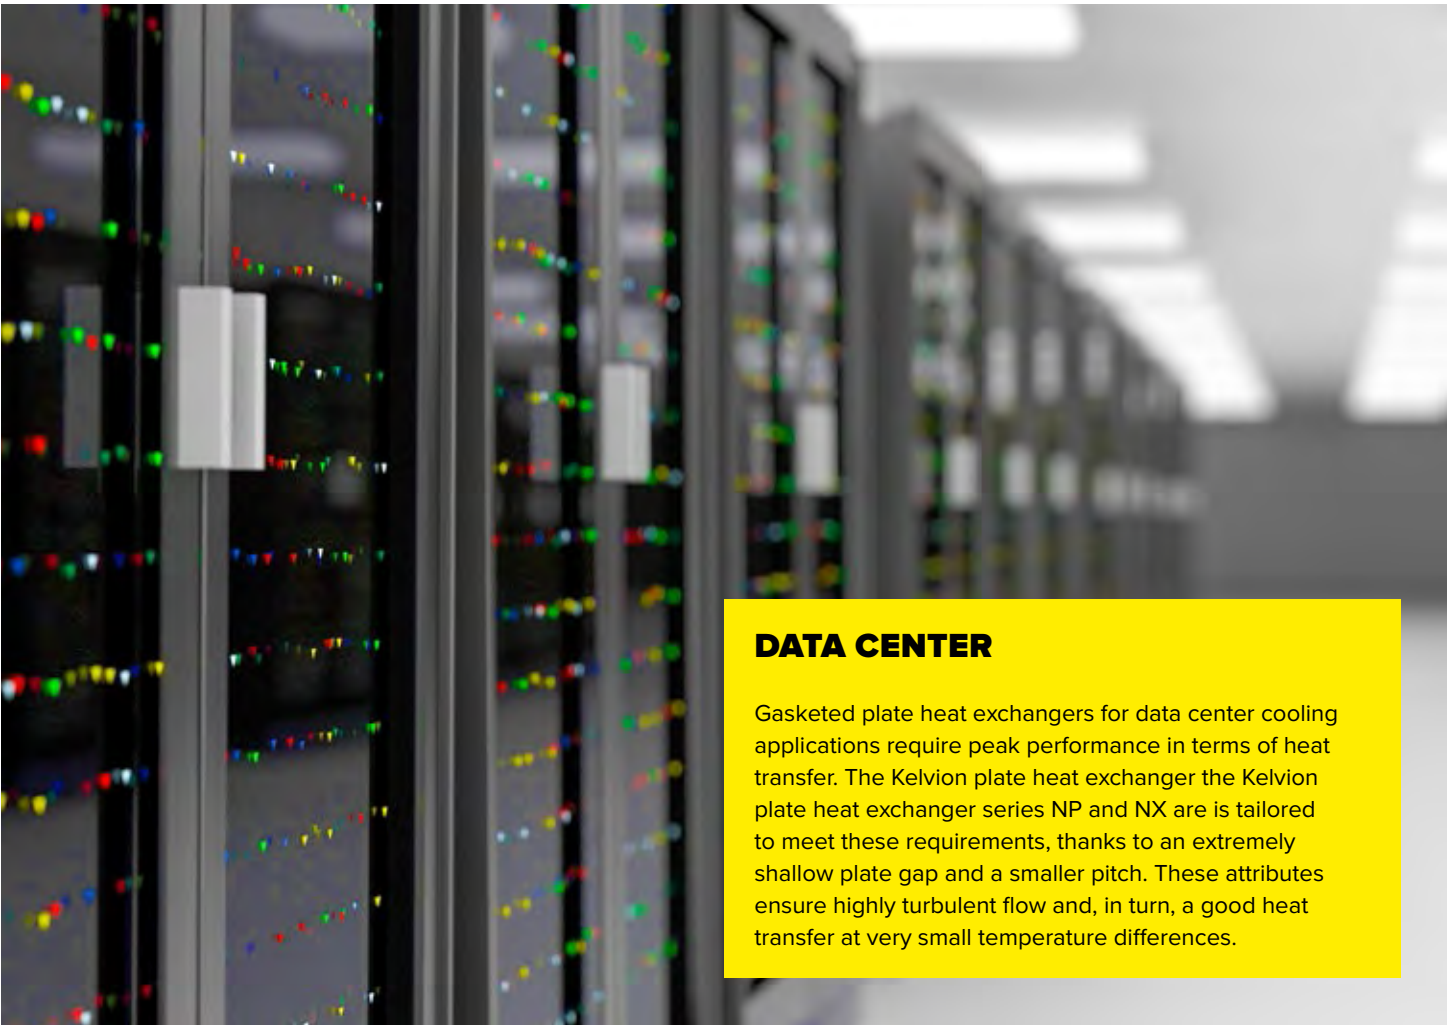 DATA CENTER
Gasketed plate heat exchangers for data center cooling
applications require peak performance in terms of heat
transfer. The Kelvion plate heat exchanger the Kelvion
plate heat exchanger series NP and NX are is tailored
to meet these requirements, thanks to an extremely
shallow plate gap and a smaller pitch. These attributes
ensure highly turbulent flow and, in turn, a good heat
transfer at very small temperature differences.